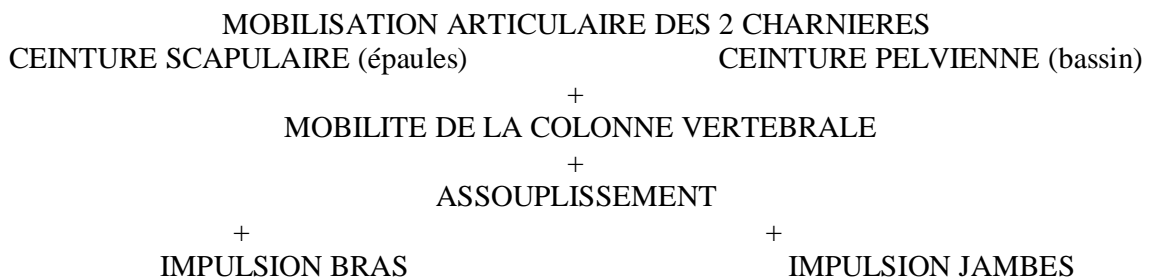 MOBILISATION ARTICULAIRE DES 2 CHARNIERES
CEINTURE SCAPULAIRE (épaules) CEINTURE PELVIENNE (bassin)
+
MOBILITE DE LA COLONNE VERTEBRALE
+
ASSOUPLISSEMENT
+ +
IMPULSION BRAS IMPULSION JAMBES